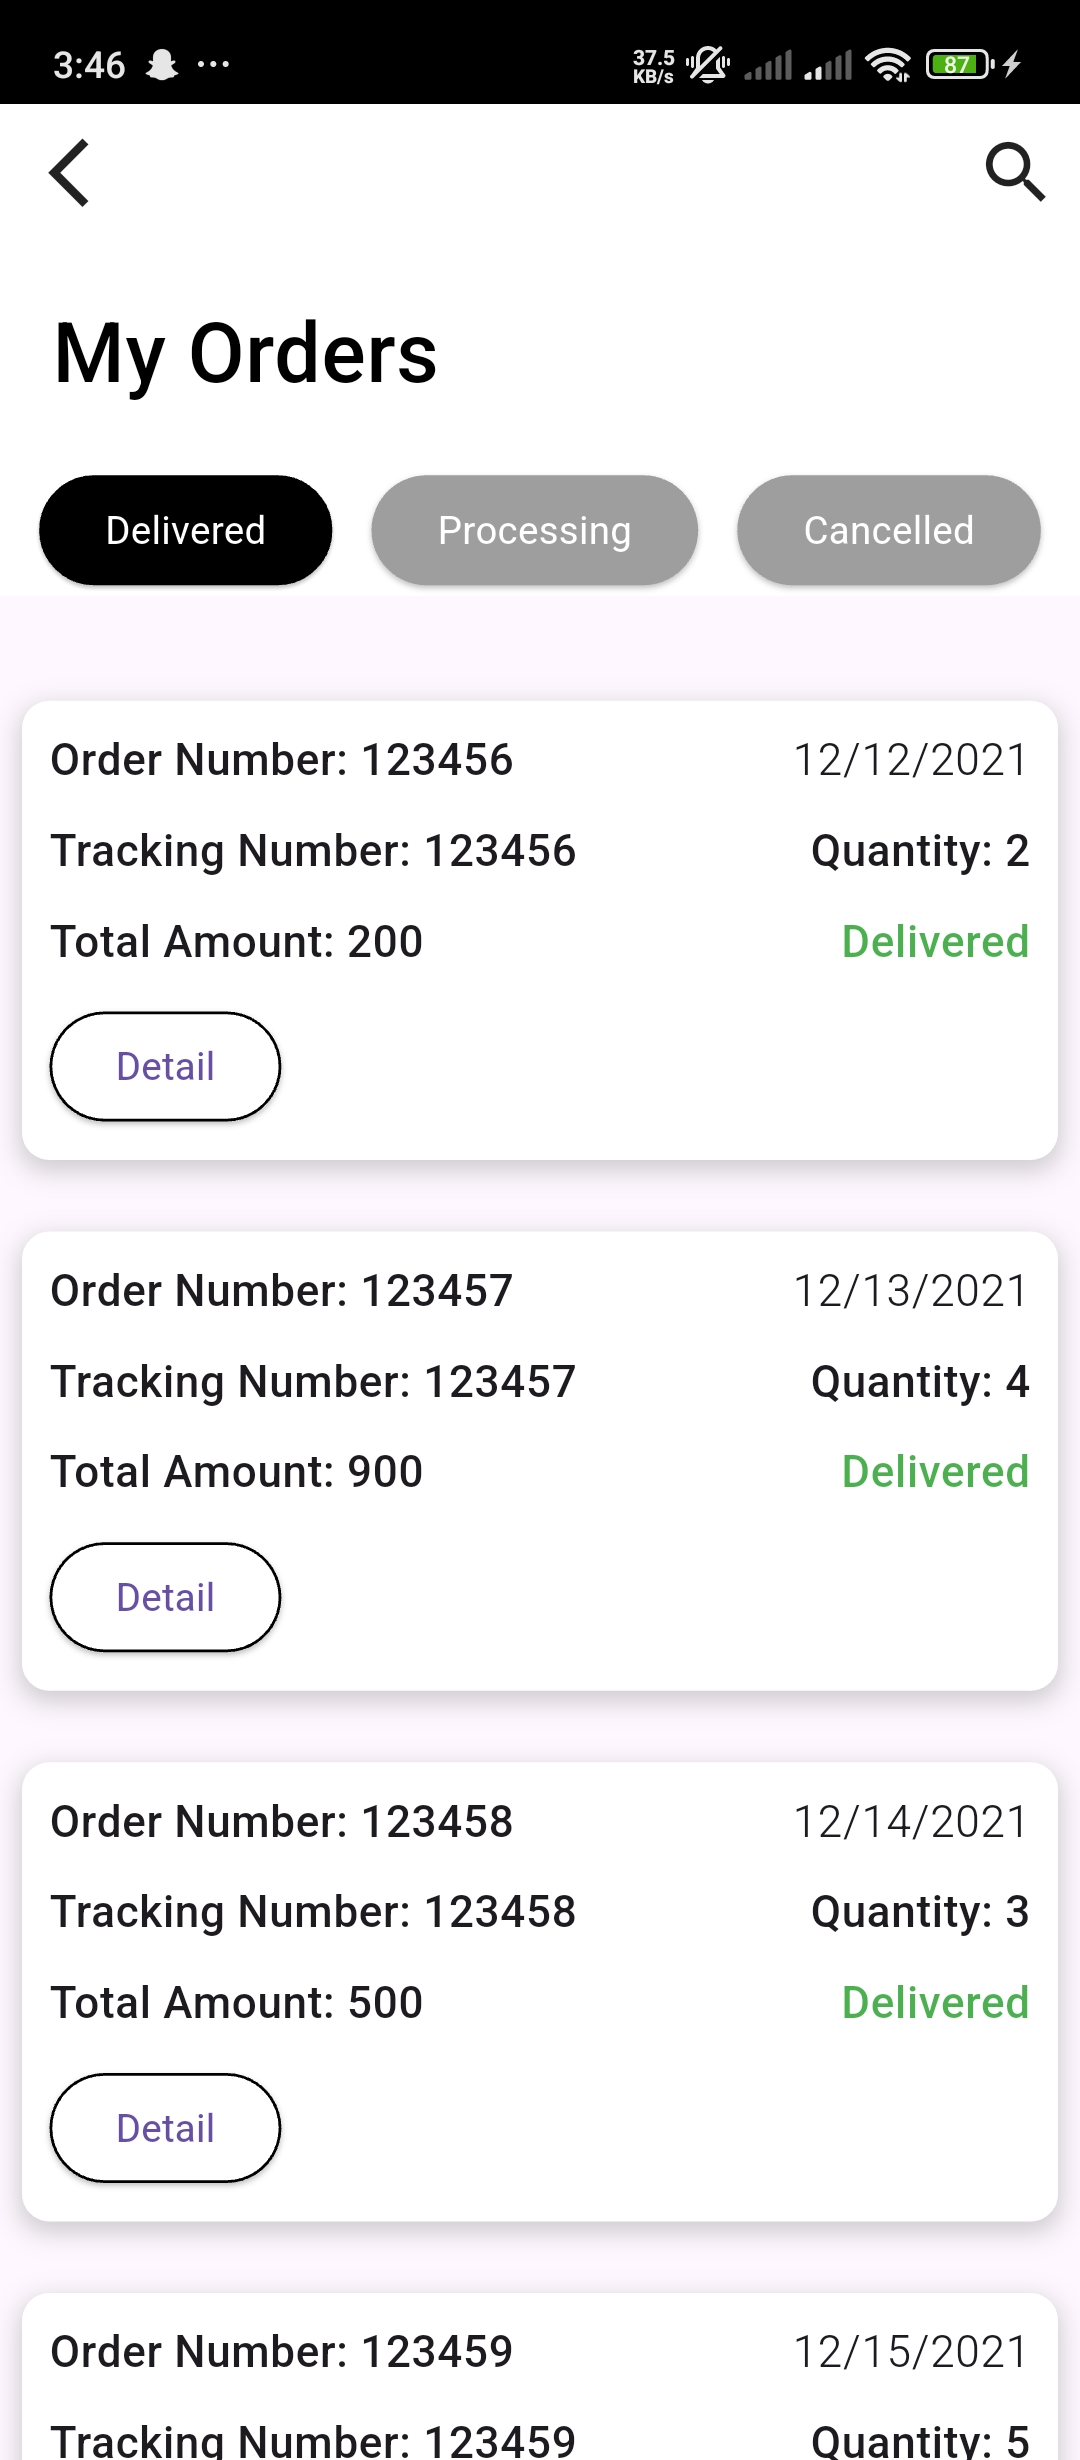 3:46 ... 37.5 KB/s 87
My Orders
Delivered Processing Cancelled
Order Number: 123456 12/12/2021
Tracking Number: 123456 Quantity: 2
Total Amount: 200 Delivered
Detail
Order Number: 123457 12/13/2021
Tracking Number: 123457 Quantity: 4
Total Amount: 900 Delivered
Detail
Order Number: 123458 12/14/2021
Tracking Number: 123458 Quantity: 3
Total Amount: 500 Delivered
Detail
Order Number: 123459 12/15/2021
Tracking Number: 123459 Quantity: 5